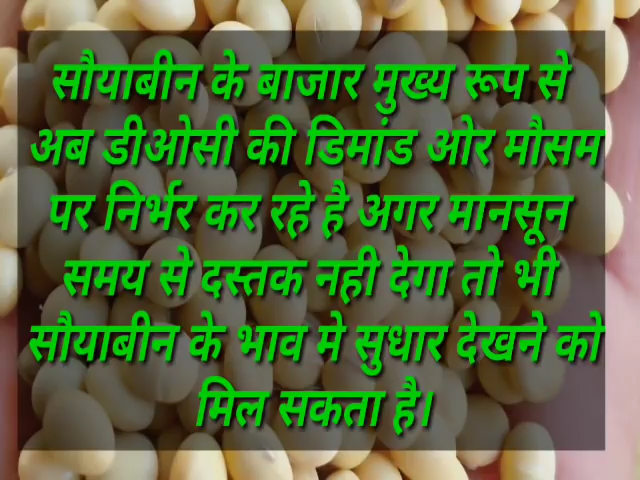 सौयाबीन के बाजार मुख्य रूप से
अब डीओसी की डिमांड ओर मौसम
पर निर्भर कर रहे है अगर मानसून
समय से दस्तक नही देगा तो भी
सौयाबीन के भाव मे सुधार देखने को
मिल सकता है।